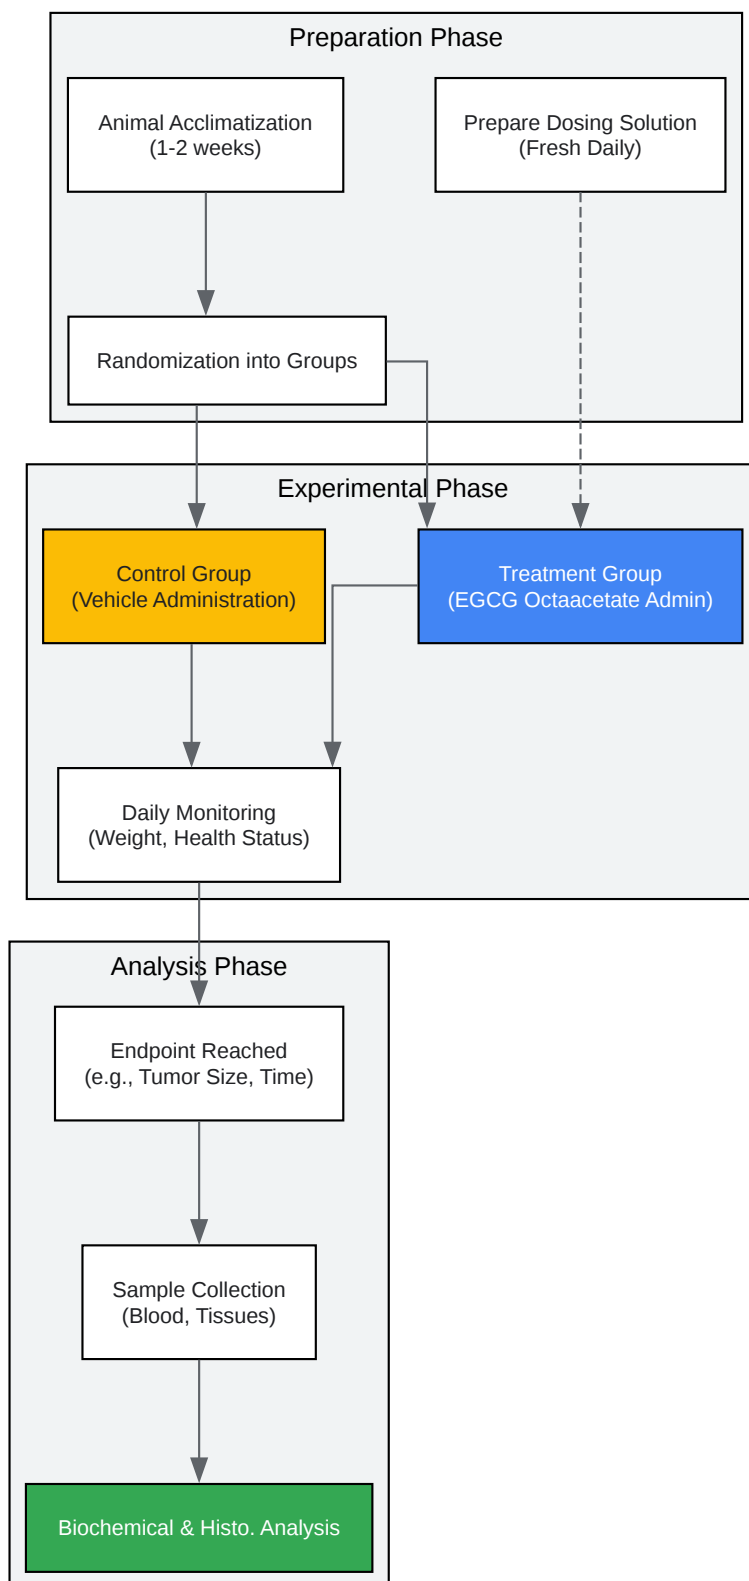 Preparation Phase
Animal Acclimatization
(1-2 weeks)
Prepare Dosing Solution
(Fresh Daily)
Randomization into Groups
Experimental Phase
Control Group
(Vehicle Administration)
Treatment Group
(EGCG Octaacetate Admin)
Daily Monitoring
(Weight, Health Status)
Analysis Phase
Endpoint Reached
(e.g., Tumor Size, Time)
Sample Collection
(Blood, Tissues)
Biochemical & Histo. Analysis